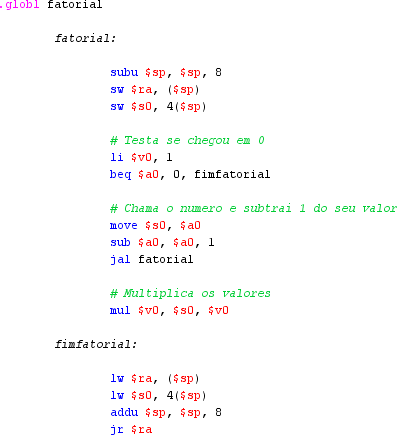 .globl fatorial
fatorial:
subu $sp, $sp, 8
sw $ra, ($sp)
sw $s0, 4($sp)
# Testa se chegou em 0
li $v0, 1
beq $a0, 0, fimfatorial
# Chama o numero e subtrai 1 do seu valor
move $s0, $a0
sub $a0, $a0, 1
jal fatorial
# Multiplica os valores
mul $v0, $s0, $v0
fimfatorial:
lw $ra, ($sp)
lw $s0, 4($sp)
addu $sp, $sp, 8
jr $ra